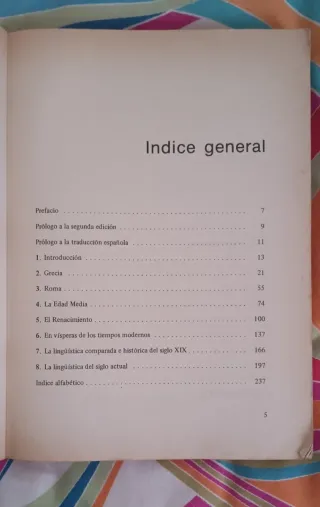 Indice general
Prefacio 7
Prólogo a la segunda edición 9
Prólogo a la traducción española 11
1. Introducción 13
2. Grecia 21
3. Roma 55
4. La Edad Media 74
5. El Renacimiento 100
6. En vísperas de los tiempos modernos 137
7. La lingüística comparada e histórica del siglo XIX 166
8. La lingüística del siglo actual 197
Indice alfabético 237
5